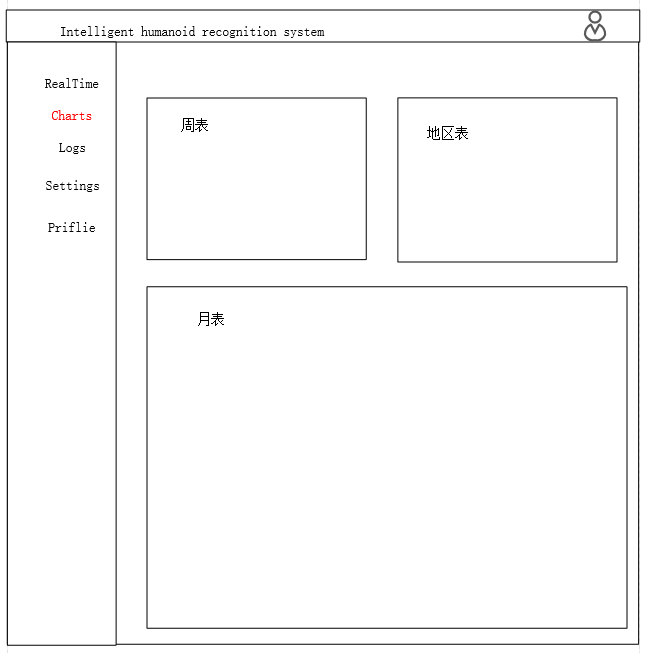 Intelligent humanoid recognition system
RealTime
Charts
Logs
Settings
Priflie
周表
地区表
月表